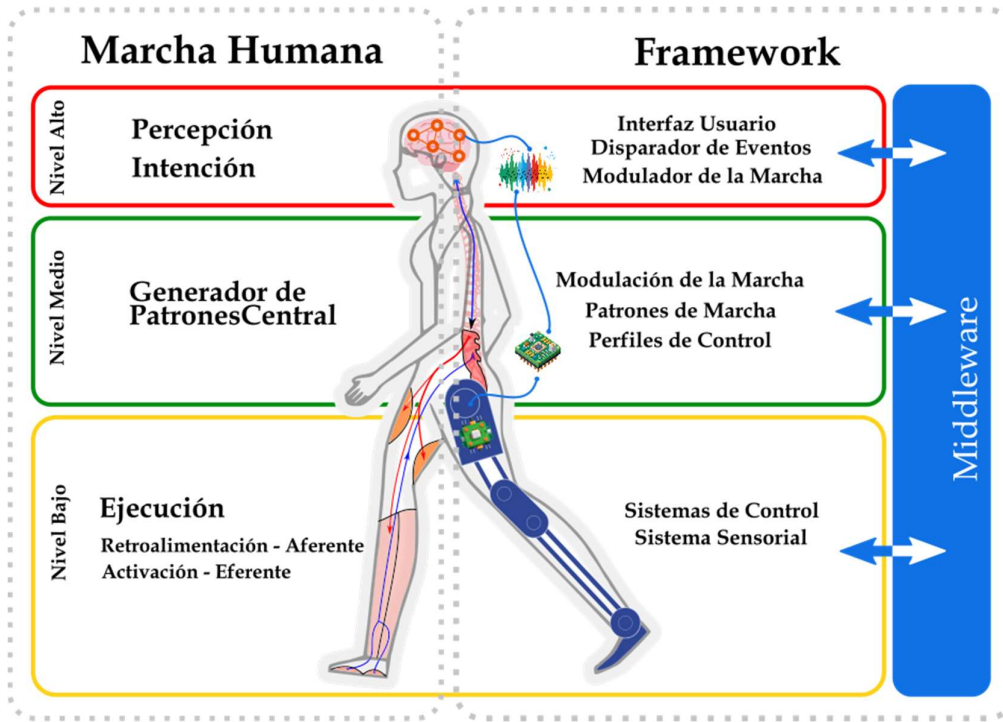 Marcha Humana
Framework
Nivel Alto
Percepción
Intención
Interfaz Usuario
Disparador de Eventos
Modulador de la Marcha
Nivel Medio
Generador de
PatronesCentral
Modulación de la Marcha
Patrones de Marcha
Perfiles de Control
Nivel Bajo
Ejecución
Retroalimentación - Aferente
Activación - Eferente
Sistemas de Control
Sistema Sensorial
Middleware